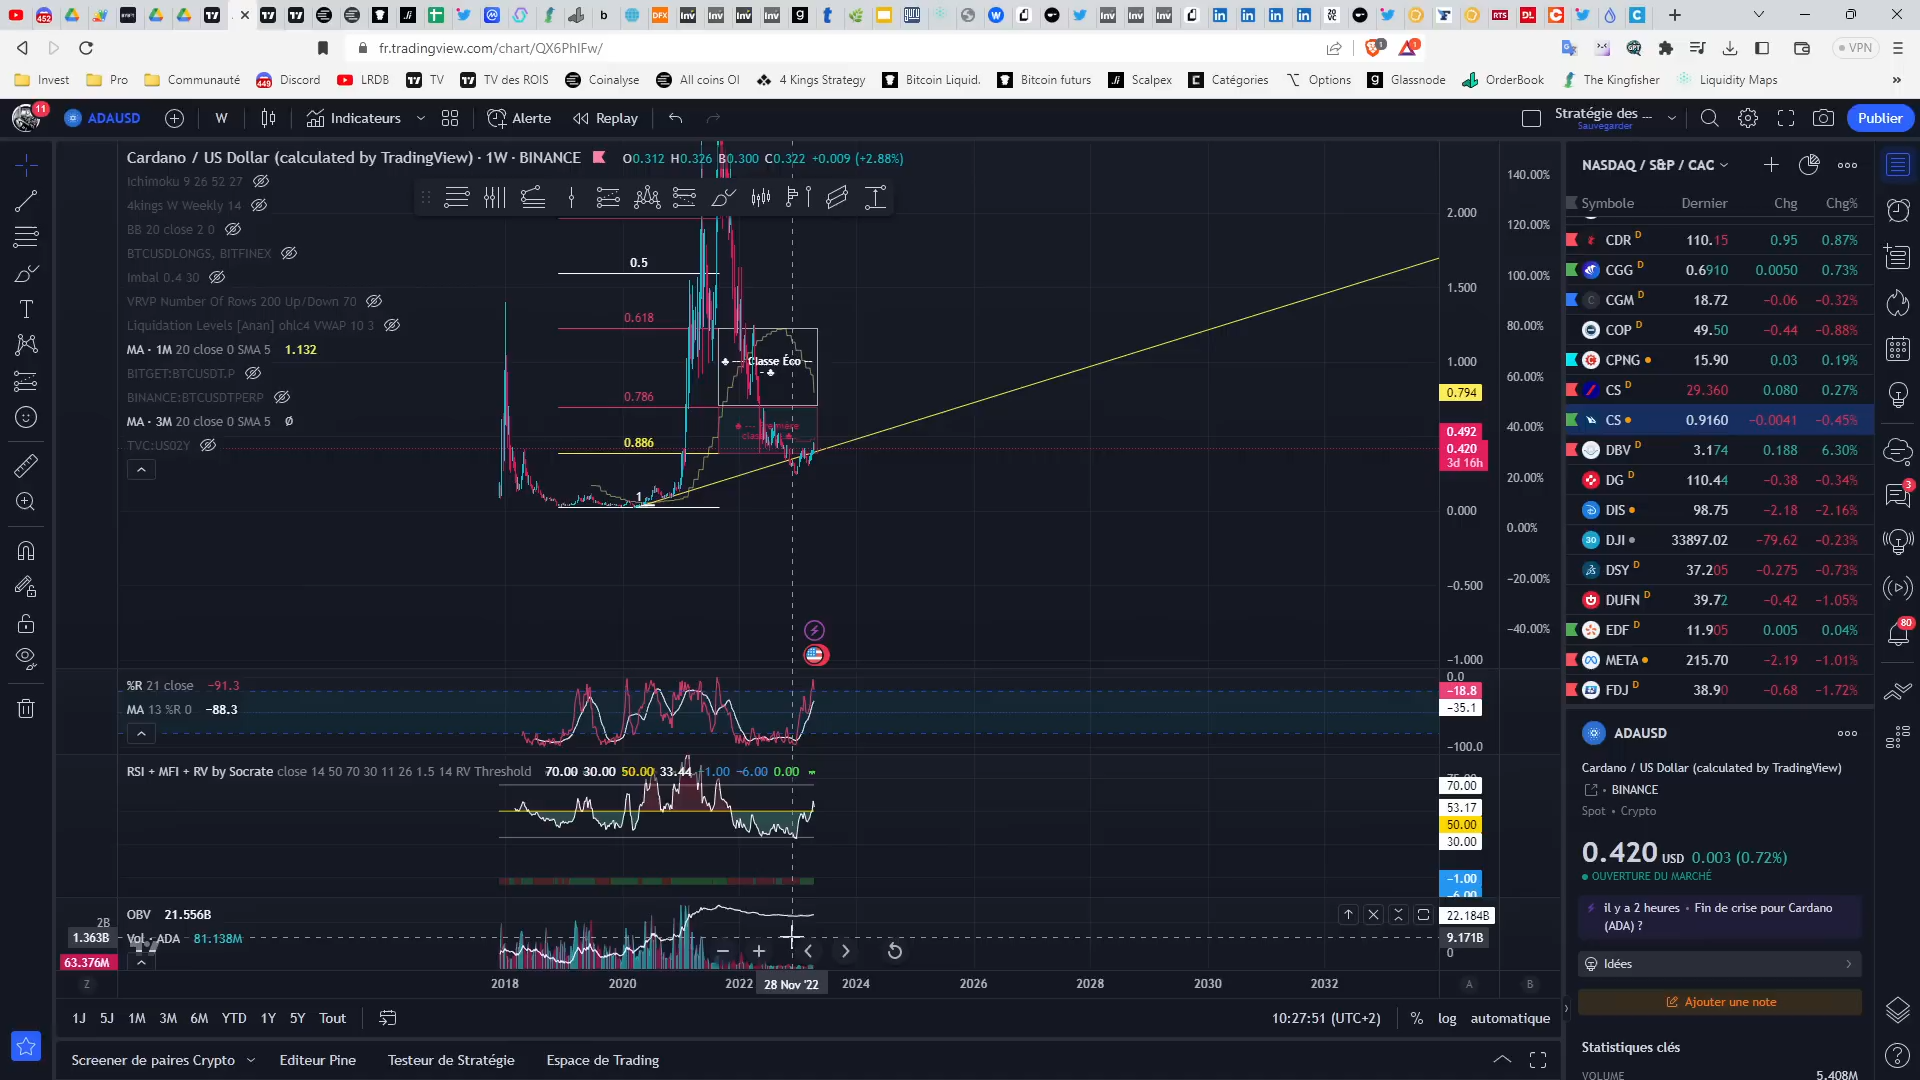 452
fr.tradingview.com/chart/QX6PhIFw/
VPN
Invest
Pro
Communauté
449 Discord
LRDB
TV
TV des ROIS
Coinalyse
All coins OI
4 Kings Strategy
Bitcoin Liquid.
Bitcoin futurs
Scalpex
Catégories
Options
Glassnode
OrderBook
The Kingfisher
Liquidity Maps
11
ADAUSD
W
Indicateurs
Alerte
Replay
Stratégie des ...
Sauvegarder
Publier
Cardano / US Dollar (calculated by TradingView) · 1W · BINANCE
O0.312 H0.326 B0.300 C0.322 +0.009 (+2.88%)
Ichimoku 9 26 52 27
4kings W Weekly 14
BB 20 close 2 0
BTCUSDLONGS, BITFINEX
Imbal 0.4 30
VRVP Number Of Rows 200 Up/Down 70
Liquidation Levels [Anan] ohlc4 VWAP 10 3
MA · 1M 20 close 0 SMA 5 1.132
BITGET:BTCUSDT.P
BINANCE:BTCUSDTPERP
MA · 3M 20 close 0 SMA 5 ø
TVC:US02Y
0.5
0.618
0.786
0.886
1
♣ --- Classe Éco --
- ♣
2.000
1.500
1.000
0.794
0.492
0.420
3d 16h
0.000
−0.500
−1.000
140.00%
120.00%
100.00%
80.00%
60.00%
40.00%
20.00%
0.00%
−20.00%
−40.00%
%R 21 close −91.3
MA 13 %R 0 −88.3
0.0
−18.8
−35.1
−100.0
RSI + MFI + RV by Socrate close 14 50 70 30 11 26 1.5 14 RV Threshold 70.00 30.00 50.00 33.44 −1.00 −6.00 0.00
70.00
53.17
50.00
30.00
−1.00
−6.00
OBV 21.556B
Vol · ADA 81.138M
2B
1.363B
63.376M
22.184B
9.171B
0
Z
2018
2020
2022
28 Nov '22
2024
2026
2028
2030
2032
A
B
1J 5J 1M 3M 6M YTD 1Y 5Y Tout
10:27:51 (UTC+2)
% log automatique
Screener de paires Crypto
Editeur Pine
Testeur de Stratégie
Espace de Trading
NASDAQ / S&P / CAC
Symbole Dernier Chg Chg%
CDR D 110.15 0.95 0.87%
CGG D 0.6910 0.0050 0.73%
CGM D 18.72 −0.06 −0.32%
COP D 49.50 −0.44 −0.88%
CPNG 15.90 0.03 0.19%
CS D 29.360 0.080 0.27%
CS 0.9160 −0.0041 −0.45%
DBV D 3.174 0.188 6.30%
DG D 110.44 −0.38 −0.34%
DIS 98.75 −2.18 −2.16%
DJI 33897.02 −79.62 −0.23%
DSY D 37.205 −0.275 −0.73%
DUFN D 39.72 −0.42 −1.05%
EDF D 11.905 0.005 0.04%
META 215.70 −2.19 −1.01%
FDJ D 38.90 −0.68 −1.72%
ADAUSD
Cardano / US Dollar (calculated by TradingView)
BINANCE
Spot • Crypto
0.420 USD 0.003 (0.72%)
OUVERTURE DU MARCHÉ
il y a 2 heures • Fin de crise pour Cardano
(ADA) ?
Idées
Ajouter une note
Statistiques clés
VOLUME 5.408M
3
80